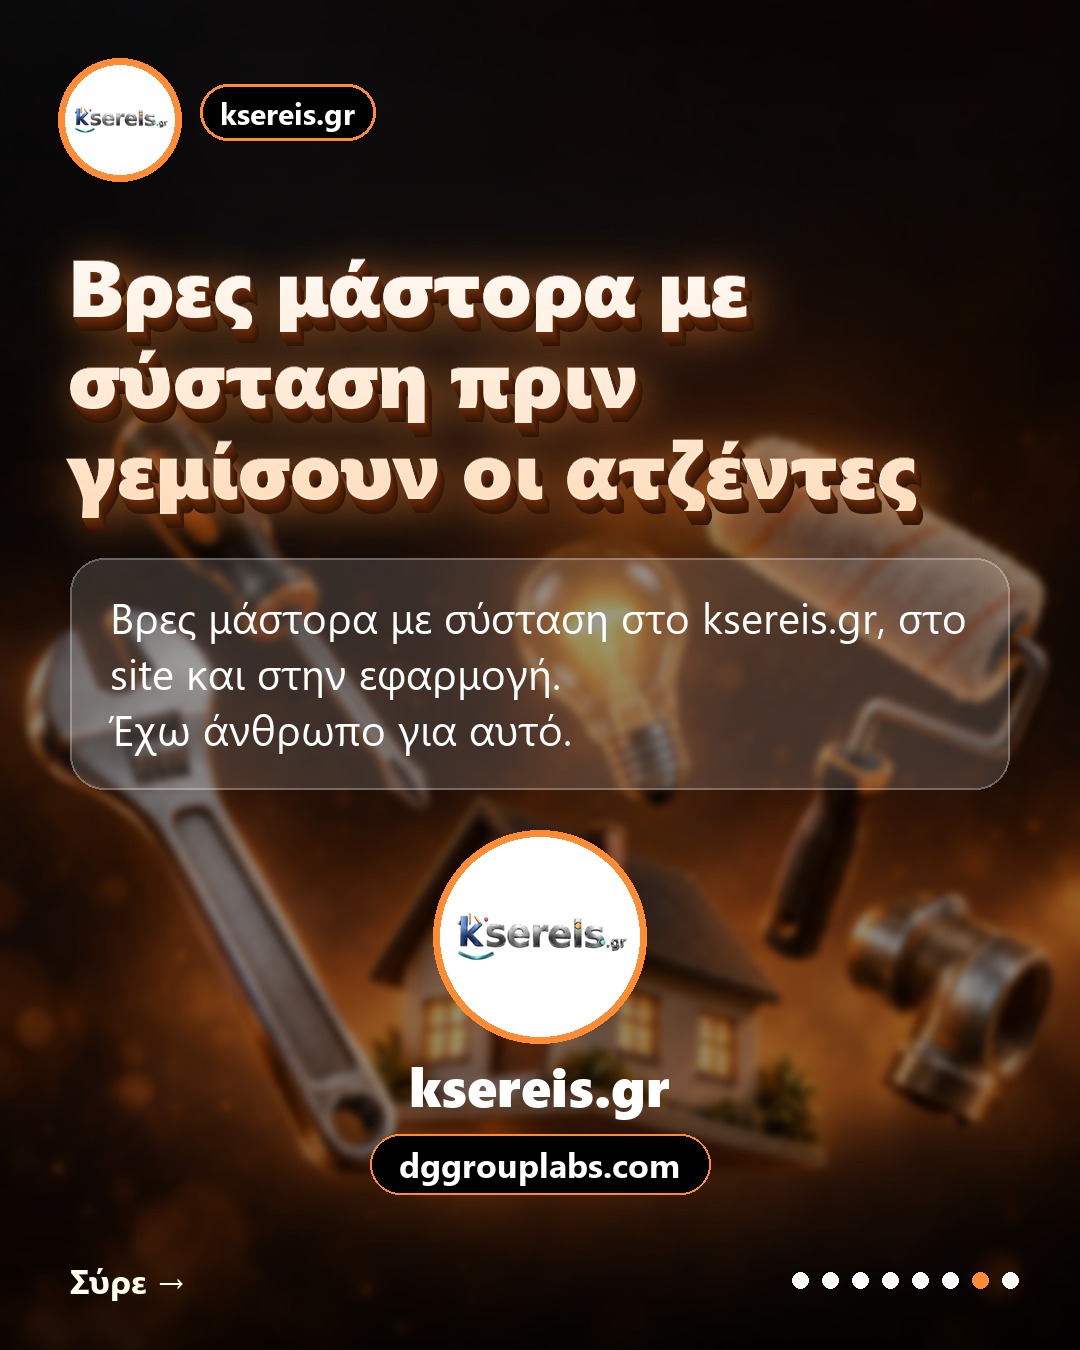 ksereis.gr
ksereis.gr
Βρες μάστορα με
σύσταση πριν
γεμίσουν οι ατζέντες
Βρες μάστορα με σύσταση στο ksereis.gr, στο
site και στην εφαρμογή.
Έχω άνθρωπο για αυτό.
ksereis.gr
ksereis.gr
dggrouplabs.com
Σύρε →